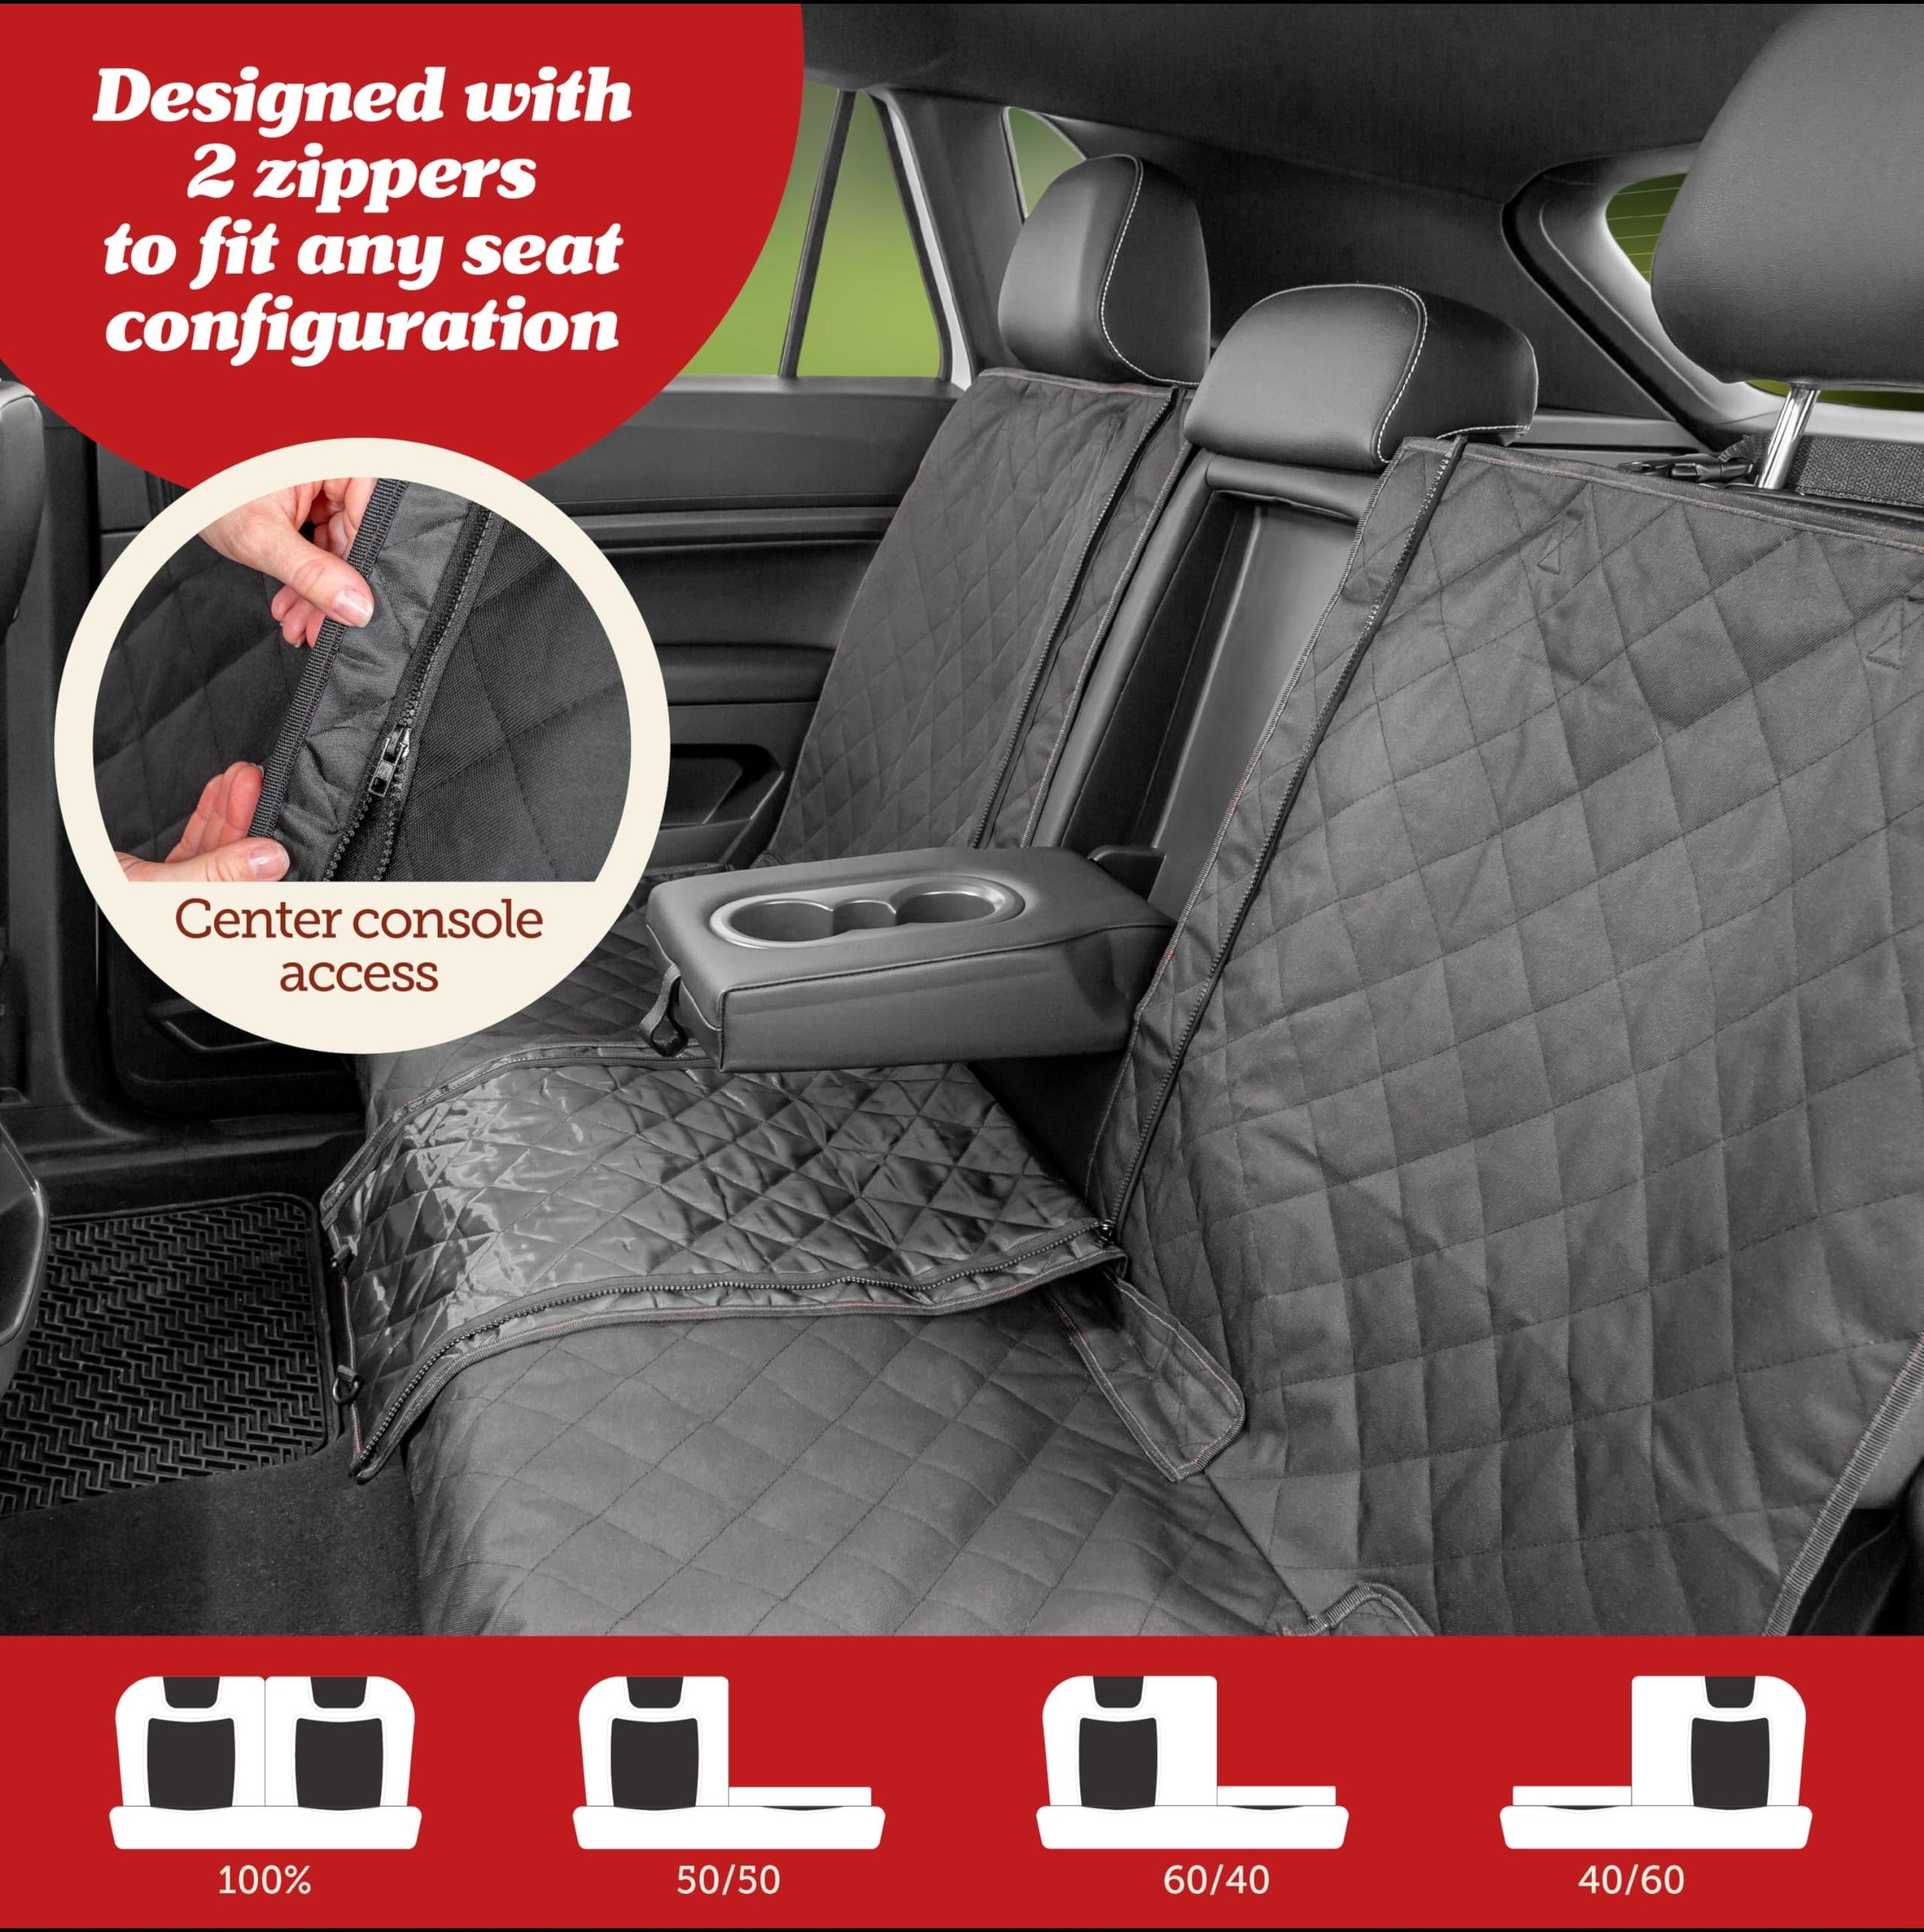 Designed with
2 zippers
to fit any seat
configuration
Center console
access
100%
50/50
60/40
40/60